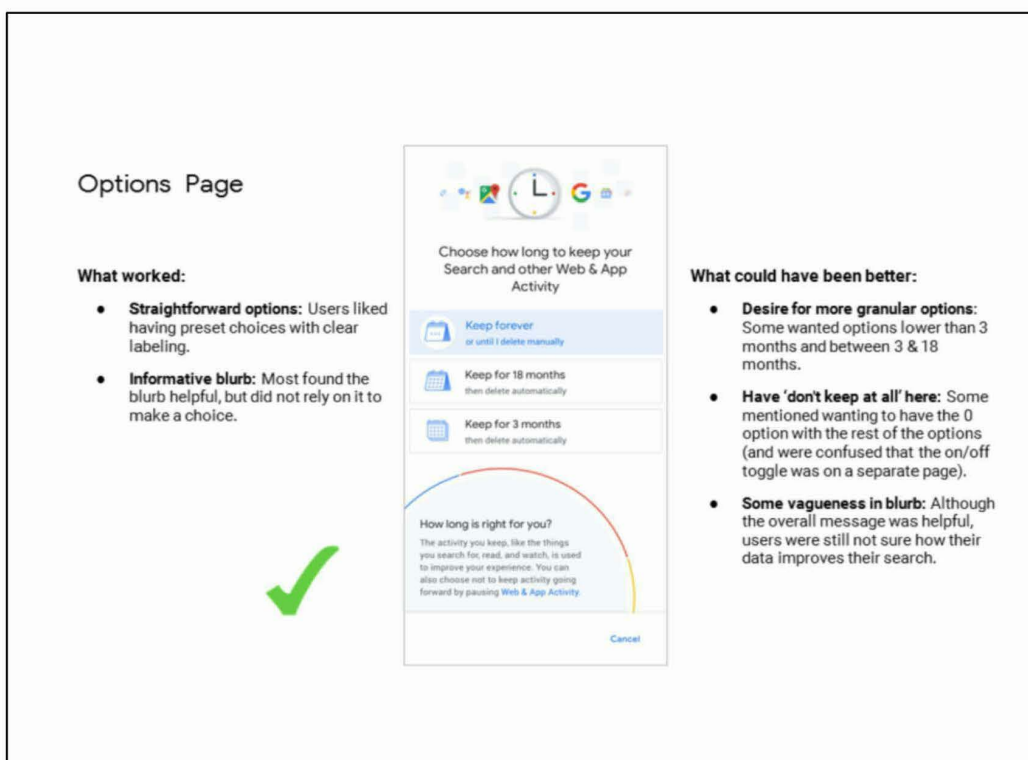 Options Page
What worked:
● Straightforward options: Users liked
having preset choices with clear
labeling.
● Informative blurb: Most found the
blurb helpful, but did not rely on it to
make a choice.
Choose how long to keep your
Search and other Web & App
Activity
Keep forever
or until I delete manually
Keep for 18 months
then delete automatically
Keep for 3 months
then delete automatically
How long is right for you?
The activity you keep, like the things
you search for, read, and watch, is used
to improve your experience. You can
also choose not to keep activity going
forward by pausing Web & App Activity.
Cancel
What could have been better:
● Desire for more granular options:
Some wanted options lower than 3
months and between 3 & 18
months.
● Have 'don't keep at all' here: Some
mentioned wanting to have the 0
option with the rest of the options
(and were confused that the on/off
toggle was on a separate page).
● Some vagueness in blurb: Although
the overall message was helpful,
users were still not sure how their
data improves their search.